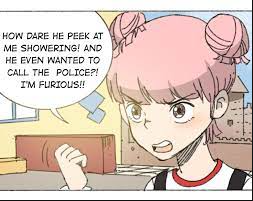 HOW DARE HE PEEK AT
ME SHOWERING! AND
HE EVEN WANTED TO
CALL THE POLICE?!
I'M FURIOUS!!